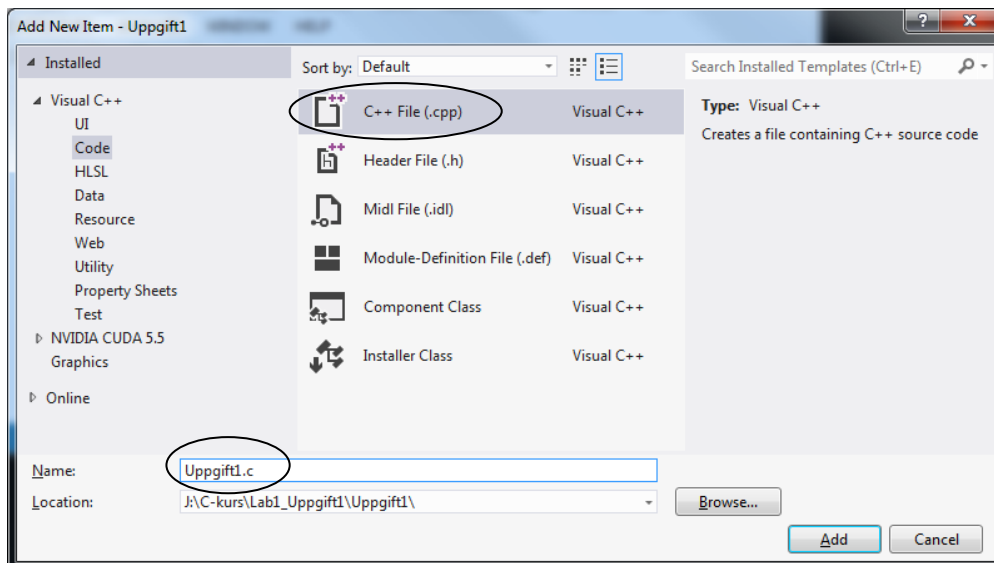 Add New Item - Uppgift1
WINDOW HELP
? x
Installed
Sort by: Default
Search Installed Templates (Ctrl+E)
Visual C++
UI
Code
HLSL
Data
Resource
Web
Utility
Property Sheets
Test
NVIDIA CUDA 5.5
Graphics
Online
C++ File (.cpp) Visual C++
Header File (.h) Visual C++
Midl File (.idl) Visual C++
Module-Definition File (.def) Visual C++
Component Class Visual C++
Installer Class Visual C++
Type: Visual C++
Creates a file containing C++ source code
Name: Uppgift1.c
Location: J:\C-kurs\Lab1_Uppgift1\Uppgift1\
Browse...
Add Cancel